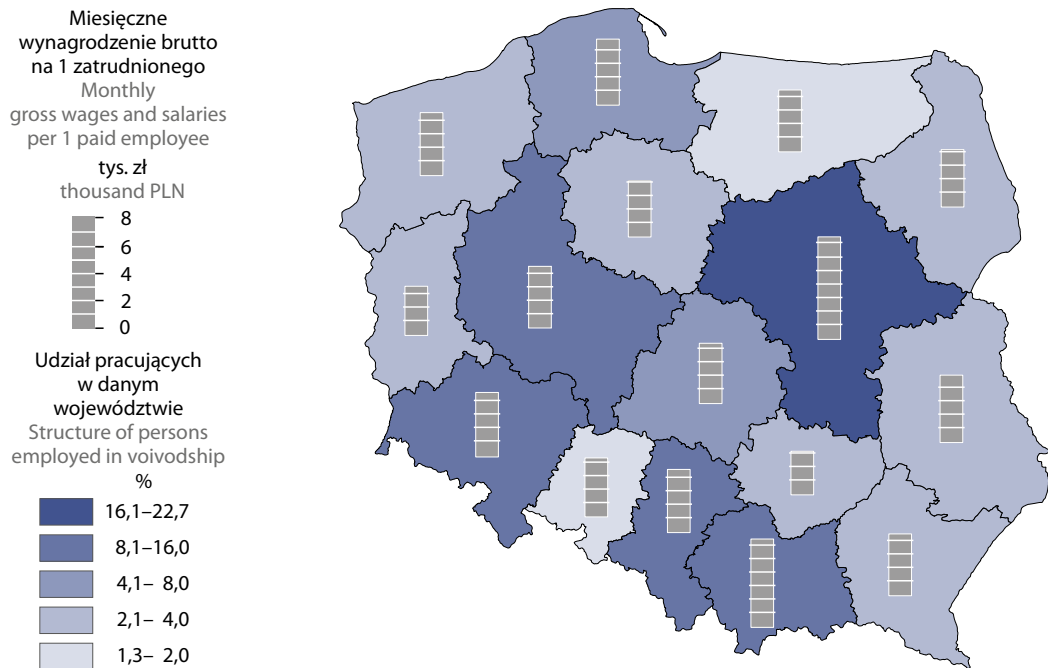 Miesięczne
wynagrodzenie brutto
na 1 zatrudnionego
Monthly
gross wages and salaries
per 1 paid employee
tys. zł
thousand PLN
8
6
4
2
0
Udział pracujących
w danym
województwie
Structure of persons
employed in voivodship
%
16,1–22,7
8,1–16,0
4,1– 8,0
2,1– 4,0
1,3– 2,0